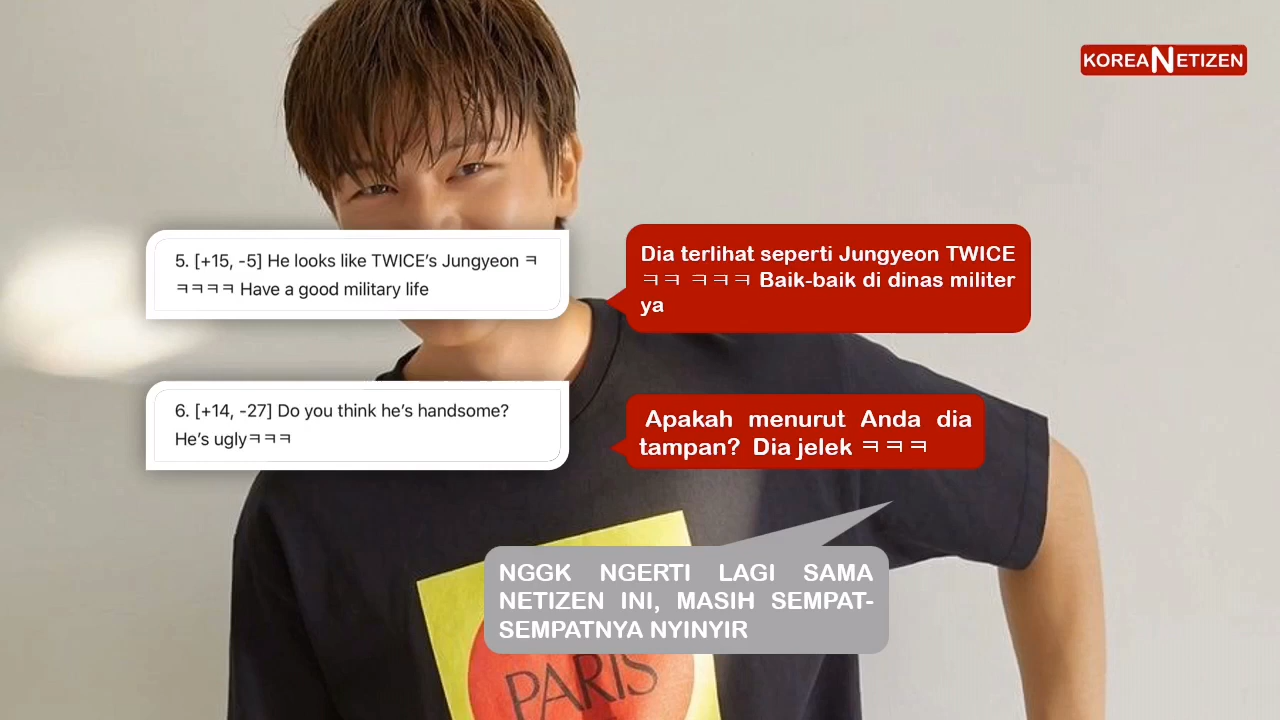 KOREA NETIZEN
5. [+15, -5] He looks like TWICE's Jungyeon ㅋ
ㅋㅋㅋㅋ Have a good military life
Dia terlihat seperti Jungyeon TWICE
ㅋㅋ ㅋㅋㅋ Baik-baik di dinas militer
ya
6. [+14, -27] Do you think he's handsome?
He's uglyㅋㅋㅋ
Apakah menurut Anda dia
tampan? Dia jelek ㅋㅋㅋ
NGGK NGERTI LAGI SAMA
NETIZEN INI, MASIH SEMPAT-
SEMPATNYA NYINYIR
PARIS